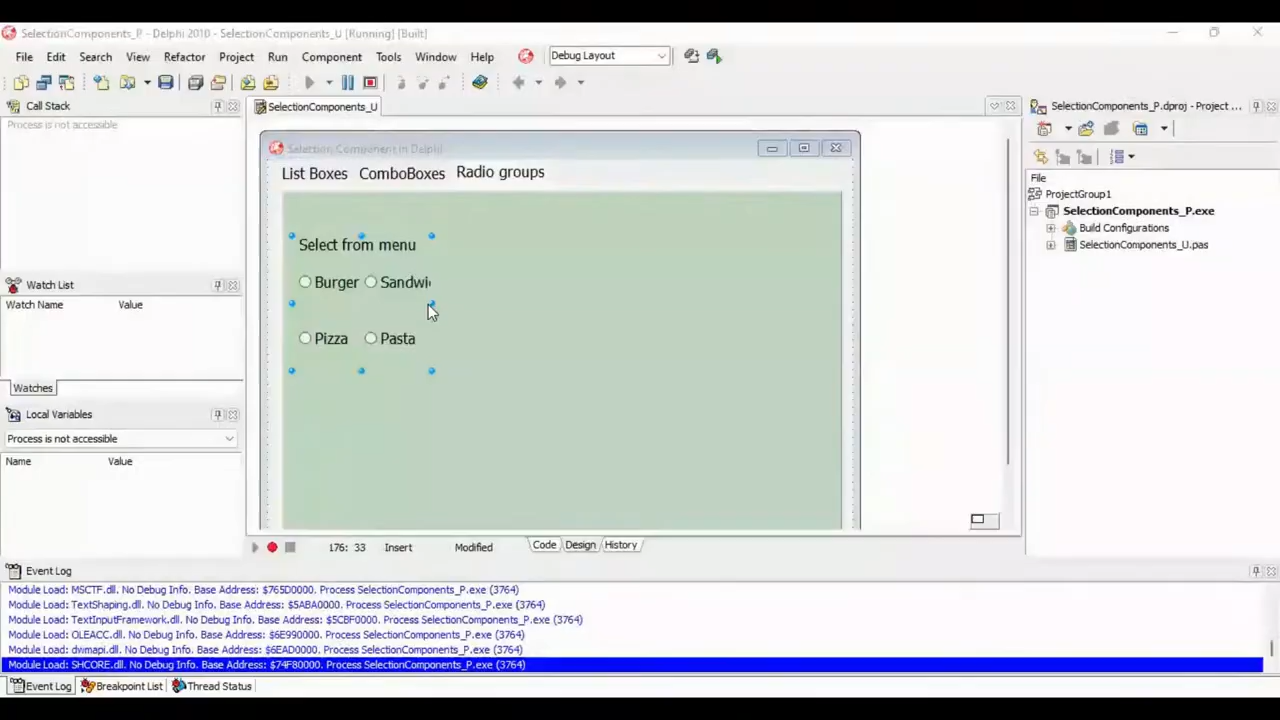 SelectionComponents_P - Delphi 2010 - SelectionComponents_U [Running] [Built]
File Edit Search View Refactor Project Run Component Tools Window Help Debug Layout
Call Stack
Process is not accessible
SelectionComponents_U
SelectionComponents_P.dproj - Project ...
Selection Component in Delphi
List Boxes ComboBoxes Radio groups
Select from menu
Burger Sandwi
Pizza Pasta
File
ProjectGroup1
SelectionComponents_P.exe
Build Configurations
SelectionComponents_U.pas
Watch List
Watch Name Value
Watches
Local Variables
Process is not accessible
Name Value
176: 33 Insert Modified Code Design History
Event Log
Module Load: MSCTF.dll. No Debug Info. Base Address: $765D0000. Process SelectionComponents_P.exe (3764)
Module Load: TextShaping.dll. No Debug Info. Base Address: $5ABA0000. Process SelectionComponents_P.exe (3764)
Module Load: TextInputFramework.dll. No Debug Info. Base Address: $5CBF0000. Process SelectionComponents_P.exe (3764)
Module Load: OLEACC.dll. No Debug Info. Base Address: $6E990000. Process SelectionComponents_P.exe (3764)
Module Load: dwmapi.dll. No Debug Info. Base Address: $6EAD0000. Process SelectionComponents_P.exe (3764)
Module Load: SHCORE.dll. No Debug Info. Base Address: $74F80000. Process SelectionComponents_P.exe (3764)
Event Log Breakpoint List Thread Status